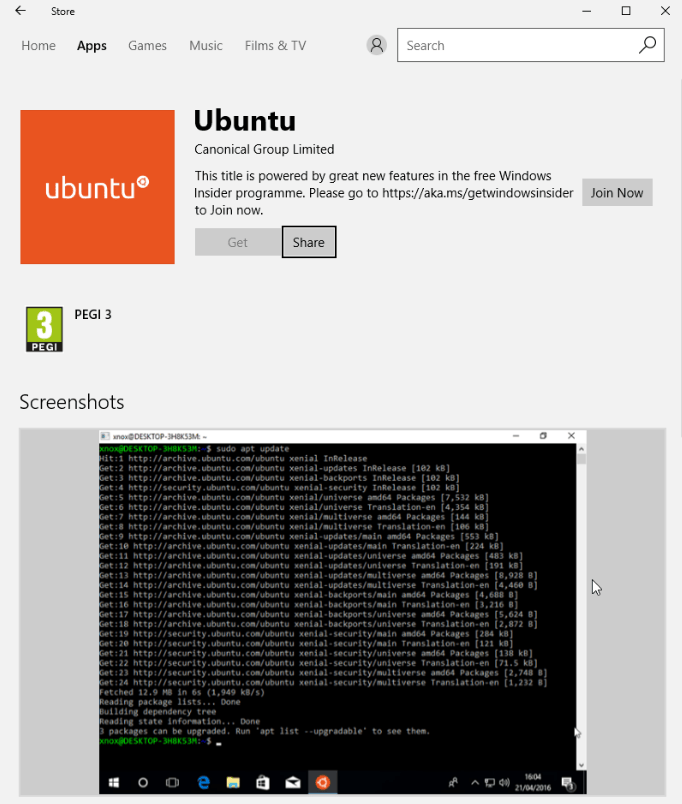 Store
Home
Apps
Games
Music
Films & TV
Search
ubuntu
Ubuntu
Canonical Group Limited
This title is powered by great new features in the free Windows
Insider programme. Please go to https://aka.ms/getwindowsinsider
to Join now.
Join Now
Get
Share
3
PEGI
PEGI 3
Screenshots
xnox@DESKTOP-3H8K53M: ~
xnox@DESKTOP-3H8K53M: $ sudo apt update
Hit:1 http://archive.ubuntu.com/ubuntu xenial InRelease
Get:2 http://archive.ubuntu.com/ubuntu xenial-updates InRelease [102 kB]
Get:3 http://archive.ubuntu.com/ubuntu xenial-backports InRelease [102 kB]
Get:4 http://security.ubuntu.com/ubuntu xenial-security InRelease [102 kB]
Get:5 http://archive.ubuntu.com/ubuntu xenial/universe amd64 Packages [7,532 kB]
Get:6 http://archive.ubuntu.com/ubuntu xenial/universe Translation-en [4,354 kB]
Get:7 http://archive.ubuntu.com/ubuntu xenial/multiverse amd64 Packages [144 kB]
Get:8 http://archive.ubuntu.com/ubuntu xenial/multiverse Translation-en [106 kB]
Get:9 http://archive.ubuntu.com/ubuntu xenial-updates/main amd64 Packages [553 kB]
Get:10 http://archive.ubuntu.com/ubuntu xenial-updates/main Translation-en [224 kB]
Get:11 http://archive.ubuntu.com/ubuntu xenial-updates/universe amd64 Packages [483 kB]
Get:12 http://archive.ubuntu.com/ubuntu xenial-updates/universe Translation-en [191 kB]
Get:13 http://archive.ubuntu.com/ubuntu xenial-updates/multiverse amd64 Packages [8,928 B]
Get:14 http://archive.ubuntu.com/ubuntu xenial-updates/multiverse Translation-en [4,460 B]
Get:15 http://archive.ubuntu.com/ubuntu xenial-backports/main amd64 Packages [4,688 B]
Get:16 http://archive.ubuntu.com/ubuntu xenial-backports/main Translation-en [3,216 B]
Get:17 http://archive.ubuntu.com/ubuntu xenial-backports/universe amd64 Packages [5,624 B]
Get:18 http://archive.ubuntu.com/ubuntu xenial-backports/universe Translation-en [2,872 B]
Get:19 http://security.ubuntu.com/ubuntu xenial-security/main amd64 Packages [284 kB]
Get:20 http://security.ubuntu.com/ubuntu xenial-security/main Translation-en [121 kB]
Get:21 http://security.ubuntu.com/ubuntu xenial-security/universe amd64 Packages [138 kB]
Get:22 http://security.ubuntu.com/ubuntu xenial-security/universe Translation-en [71.5 kB]
Get:23 http://security.ubuntu.com/ubuntu xenial-security/multiverse amd64 Packages [2,748 B]
Get:24 http://security.ubuntu.com/ubuntu xenial-security/multiverse Translation-en [1,232 B]
Fetched 12.9 MB in 6s (1,949 kB/s)
Reading package lists... Done
Building dependency tree
Reading state information... Done
3 packages can be upgraded. Run 'apt list --upgradable' to see them.
xnox@DESKTOP-3H8K53M: $
16:04
21/04/2016